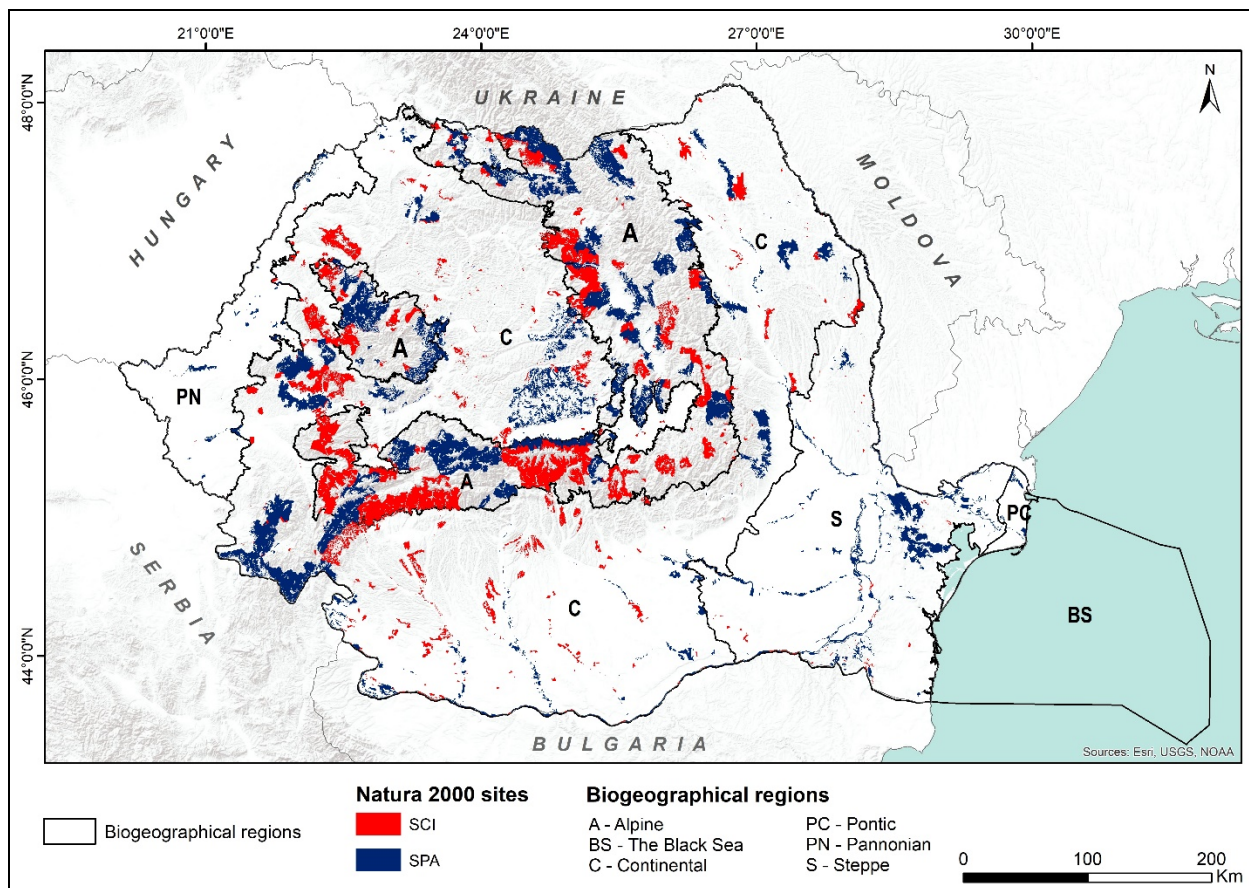 21°0'0"E 24°0'0"E 27°0'0"E 30°0'0"E
48°0'0"N
46°0'0"N
44°0'0"N
N
UKRAINE
HUNGARY
MOLDOVA
SERBIA
BULGARIA
A
C
A
C
PN
A
S
PC
C
BS
Sources: Esri, USGS, NOAA
Biogeographical regions
Natura 2000 sites
SCI
SPA
Biogeographical regions
A - Alpine
BS - The Black Sea
C - Continental
PC - Pontic
PN - Pannonian
S - Steppe
0 100 200
Km